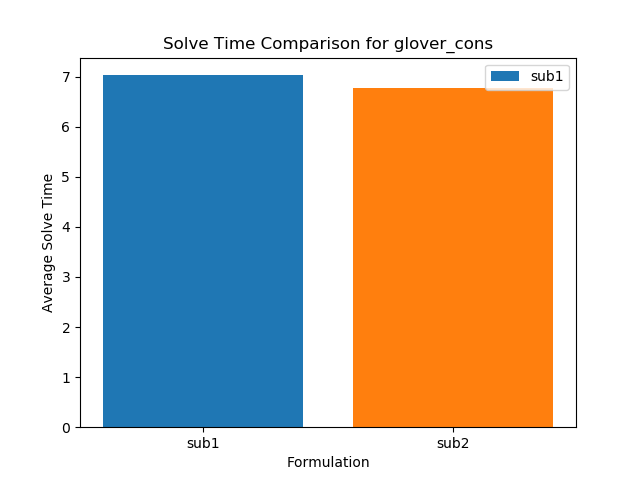 Solve Time Comparison for glover_cons
sub1
7
6
5
4
3
2
1
0
Average Solve Time
sub1
sub2
Formulation